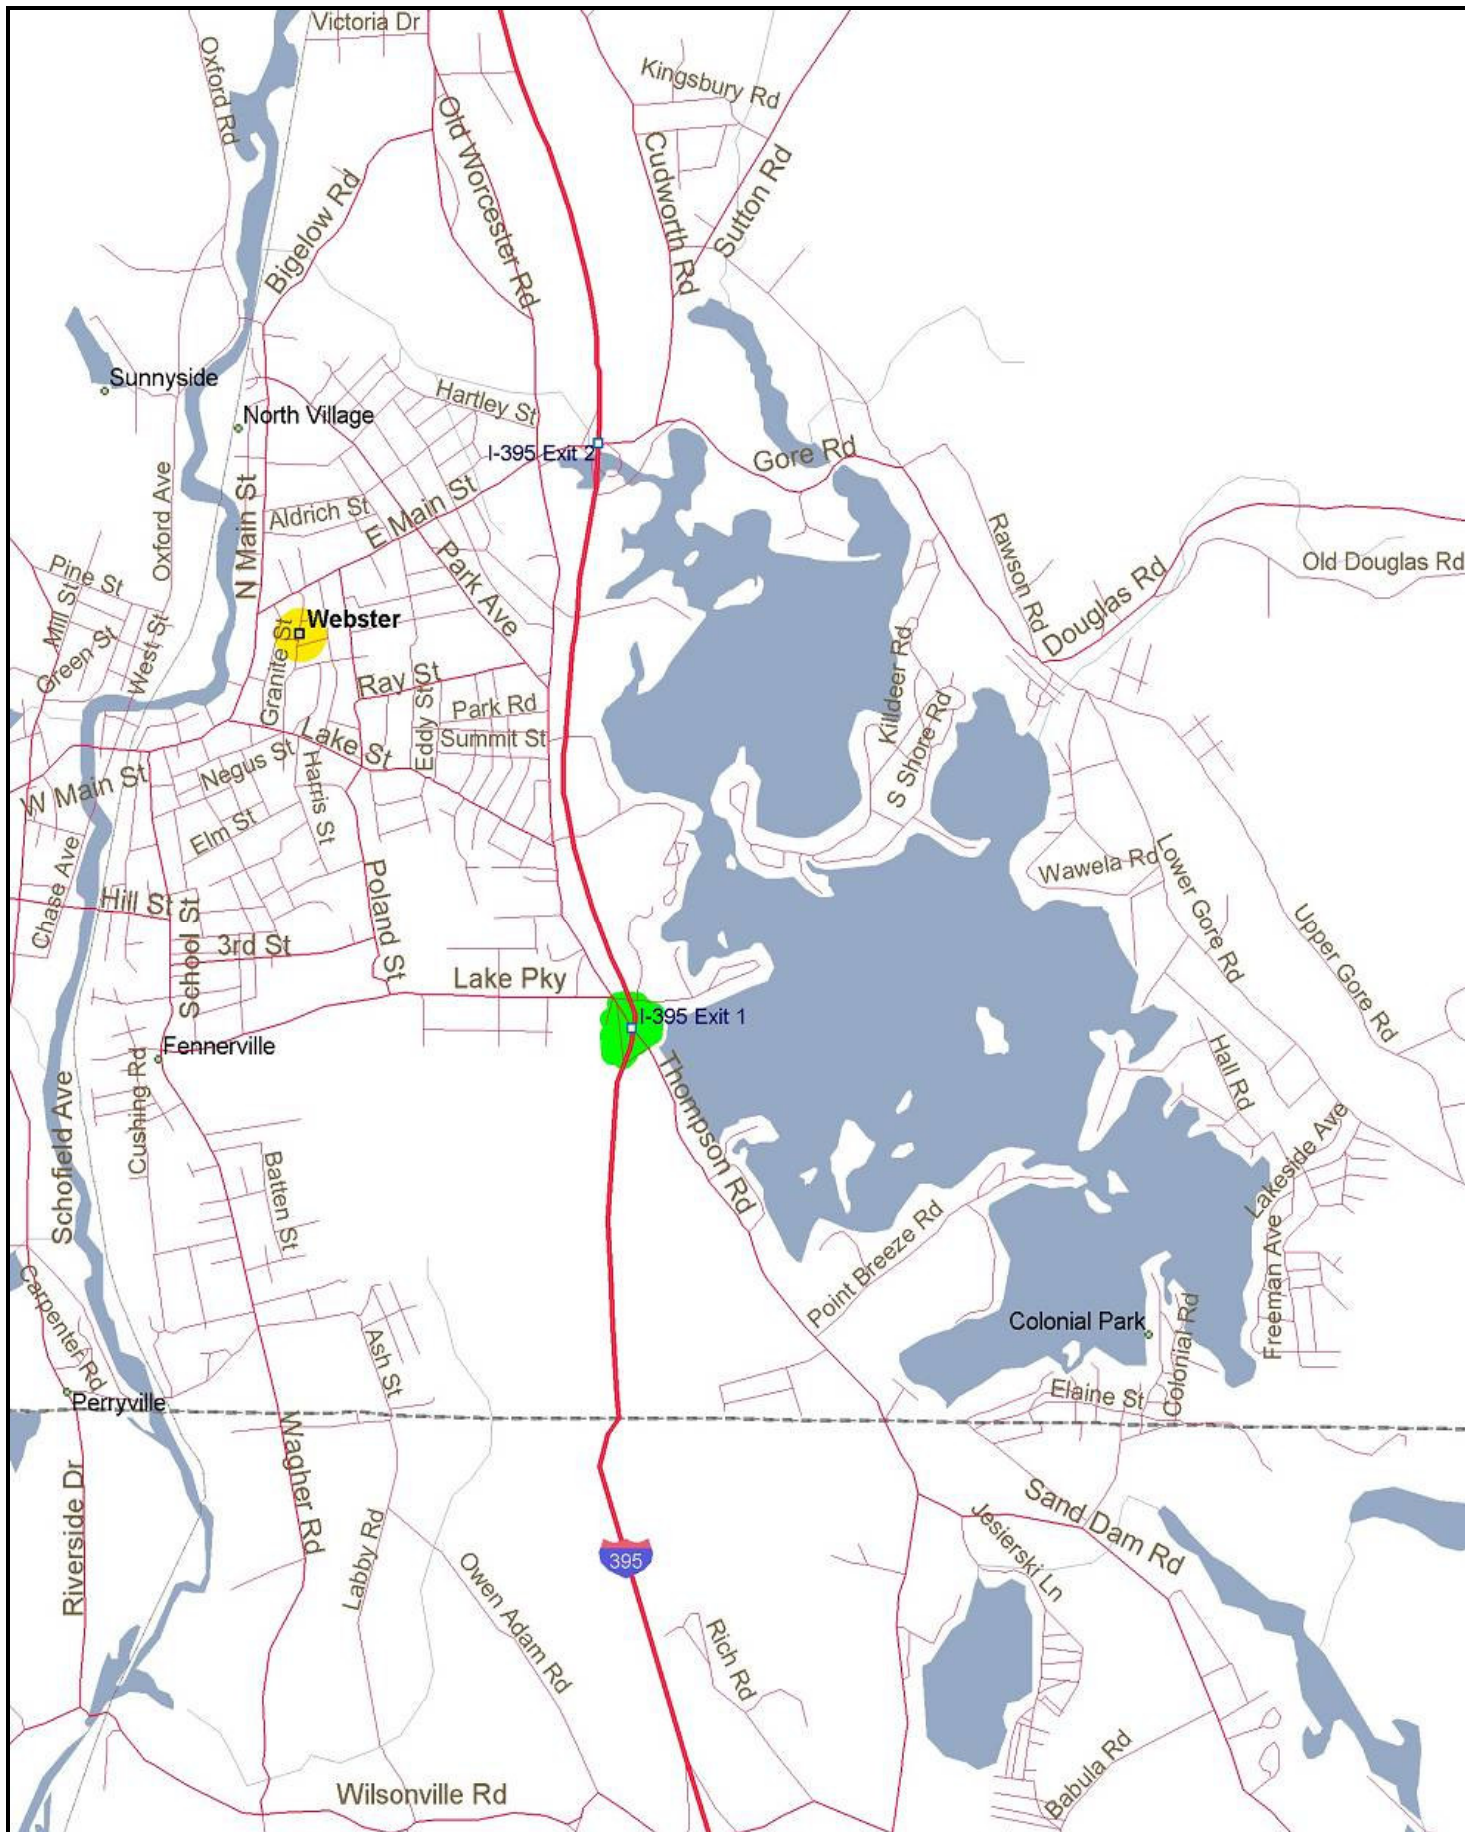 Victoria Dr
Oxford Rd
Kingsbury Rd
Old Worcester Rd
Cudworth Rd
Sutton Rd
Bigelow Rd
Sunnyside
North Village
Hartley St
I-395 Exit 2
Gore Rd
Oxford Ave
N Main St
Aldrich St
E Main St
Park Ave
Rawson Rd
Douglas Rd
Old Douglas Rd
Pine St
Mill St
Green St
West St
Webster
Granite St
Ray St
Eddy St
Park Rd
Summit St
Killdeer Rd
S Shore Rd
Lake St
Negus St
Harris St
W Main St
Elm St
Chase Ave
Hill St
School St
3rd St
Poland St
Wawela Rd
Lower Gore Rd
Upper Gore Rd
Lake Pky
I-395 Exit 1
Fennerville
Cushing Rd
Schofield Ave
Thompson Rd
Hall Rd
Lakeside Ave
Batten St
Point Breeze Rd
Freeman Ave
Carpenter Rd
Colonial Park
Colonial Rd
Ash St
Elaine St
Perryville
Wagher Rd
Riverside Dr
Labby Rd
Owen Adam Rd
395
Sand Dam Rd
Jesierski Ln
Rich Rd
Babula Rd
Wilsonville Rd